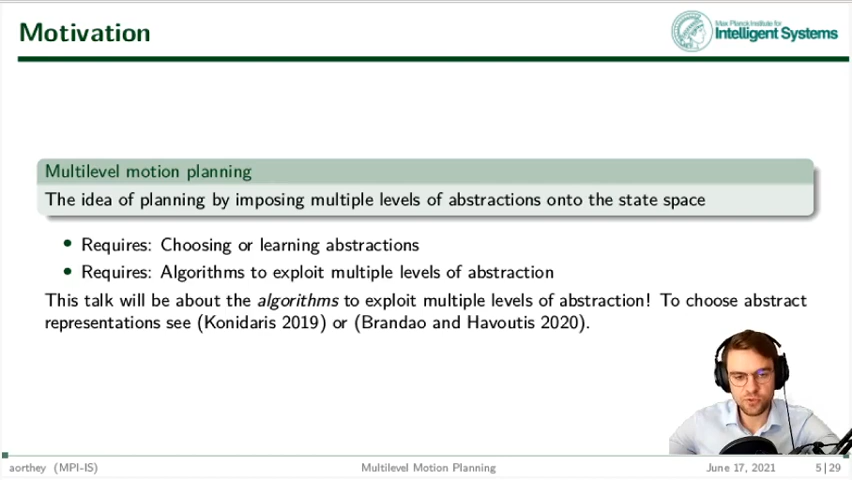 Motivation
Max Planck Institute for
Intelligent Systems
Multilevel motion planning
The idea of planning by imposing multiple levels of abstractions onto the state space
• Requires: Choosing or learning abstractions
• Requires: Algorithms to exploit multiple levels of abstraction
This talk will be about the algorithms to exploit multiple levels of abstraction! To choose abstract
representations see (Konidaris 2019) or (Brandao and Havoutis 2020).
aorthey (MPI-IS) Multilevel Motion Planning June 17, 2021 5|29